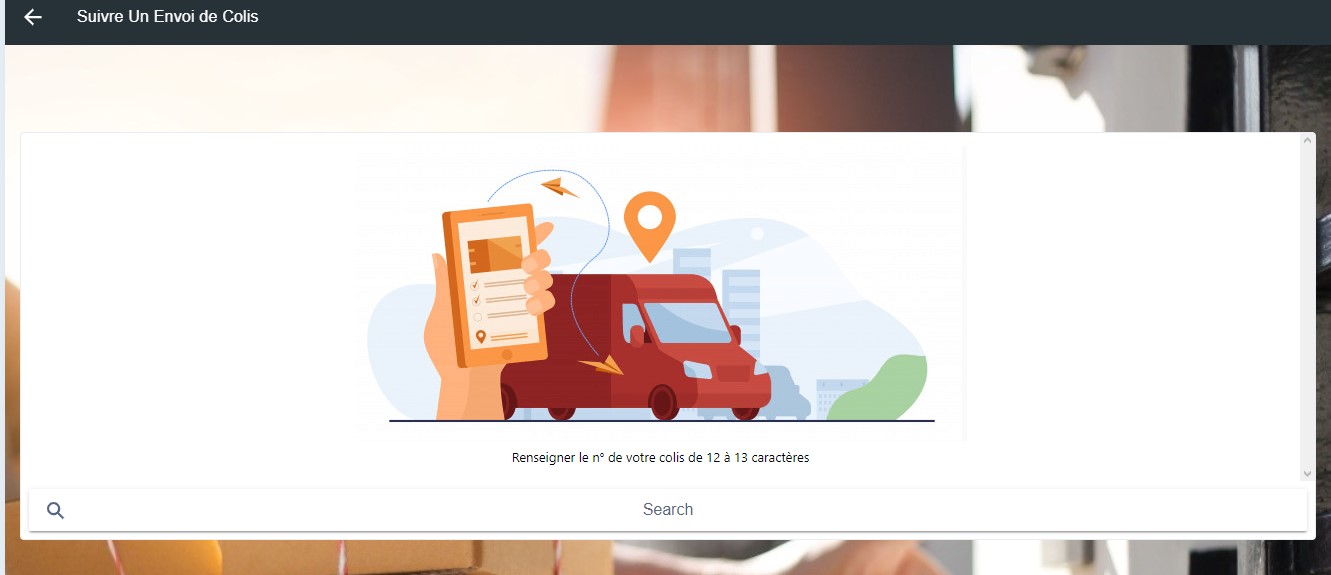 Suivre Un Envoi de Colis
Renseigner le n° de votre colis de 12 à 13 caractères
Search